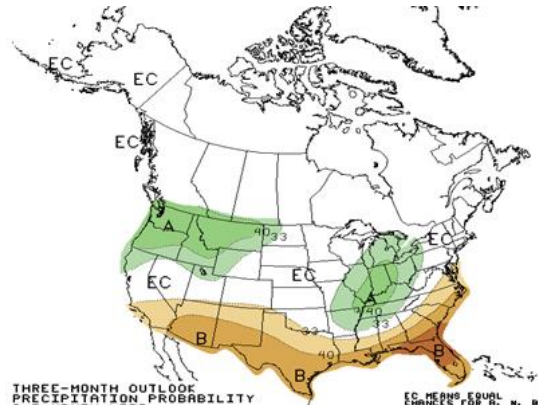 EC
EC
EC
A
40
33
EC
EC
EC
A
40
33
33
B
B
40
B
THREE-MONTH OUTLOOK
PRECIPITATION PROBABILITY
EC MEANS EQUAL
CHANCES FOR A, N, B